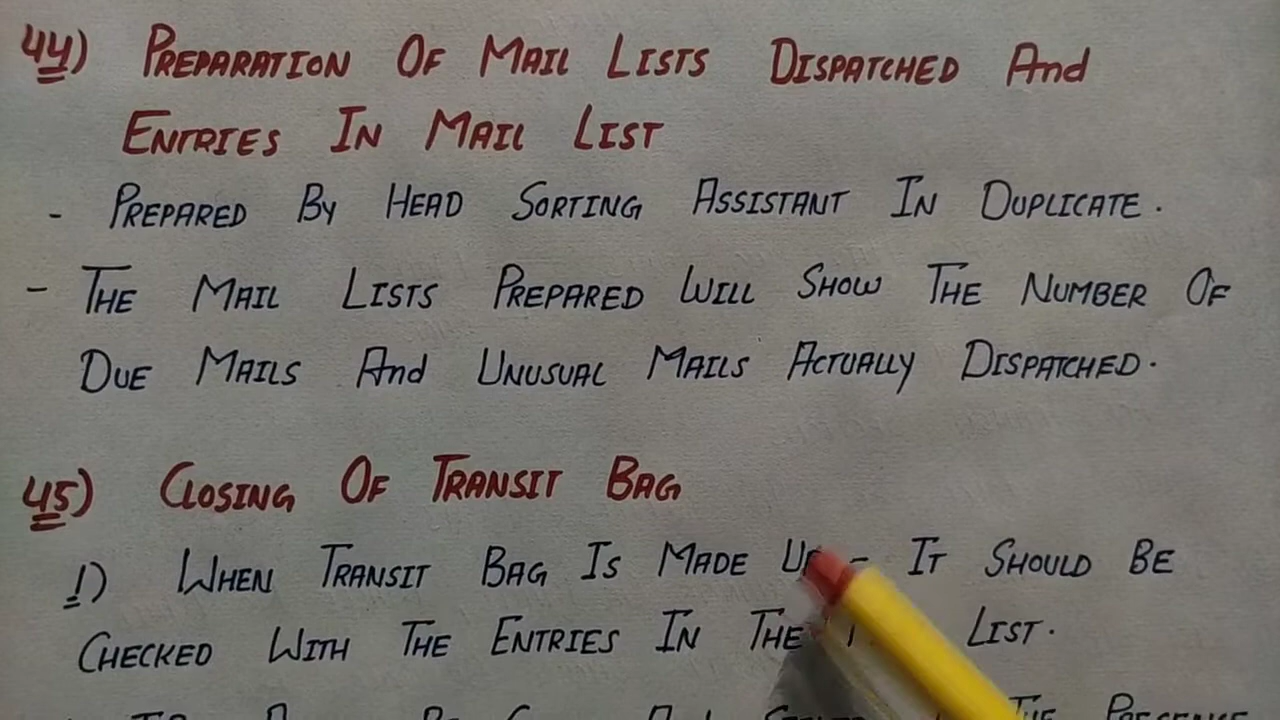 44) PREPARATION OF MAIL LISTS DISPATCHED And
ENTRIES IN MAIL LIST
- PREPARED BY HEAD SORTING ASSISTANT IN DUPLICATE.
- THE MAIL LISTS PREPARED WILL SHOW THE NUMBER OF
DUE MAILS And UNUSUAL MAILS ACTUALLY DISPATCHED.
45) CLOSING OF TRANSIT BAG
1) WHEN TRANSIT BAG IS MADE UP - IT SHOULD BE
CHECKED WITH THE ENTRIES IN THE LIST.
PRESENCE